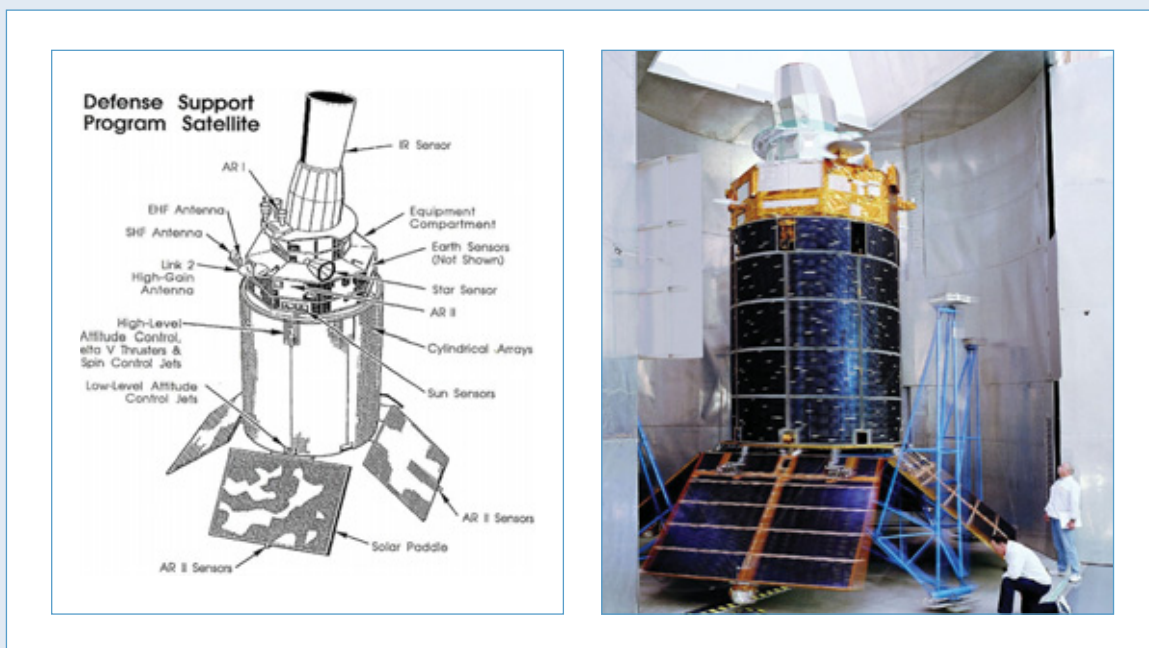 Defense Support
Program Satellite
IR Sensor
AR I
EHF Antenna
SHF Antenna
Equipment
Compartment
Earth Sensors
(Not Shown)
Link 2
High-Gain
Antenna
Star Sensor
AR II
High-Level
Attitude Control,
elta V Thrusters &
Spin Control Jets
Cylindrical Arrays
Low-Level Attitude
Control Jets
Sun Sensors
AR II Sensors
Solar Paddle
AR II Sensors